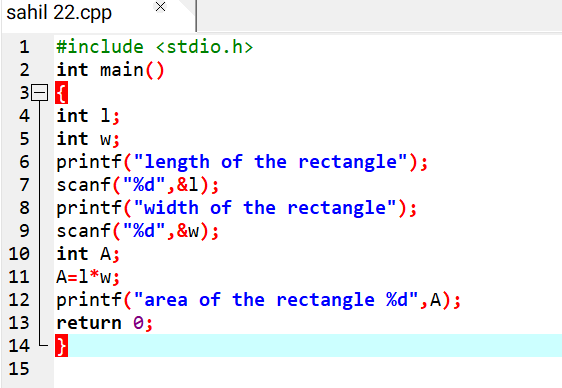 sahil 22.cpp ×
1 #include <stdio.h>
2 int main()
3 {
4 int l;
5 int w;
6 printf("length of the rectangle");
7 scanf("%d",&l);
8 printf("width of the rectangle");
9 scanf("%d",&w);
10 int A;
11 A=l*w;
12 printf("area of the rectangle %d",A);
13 return 0;
14 }
15